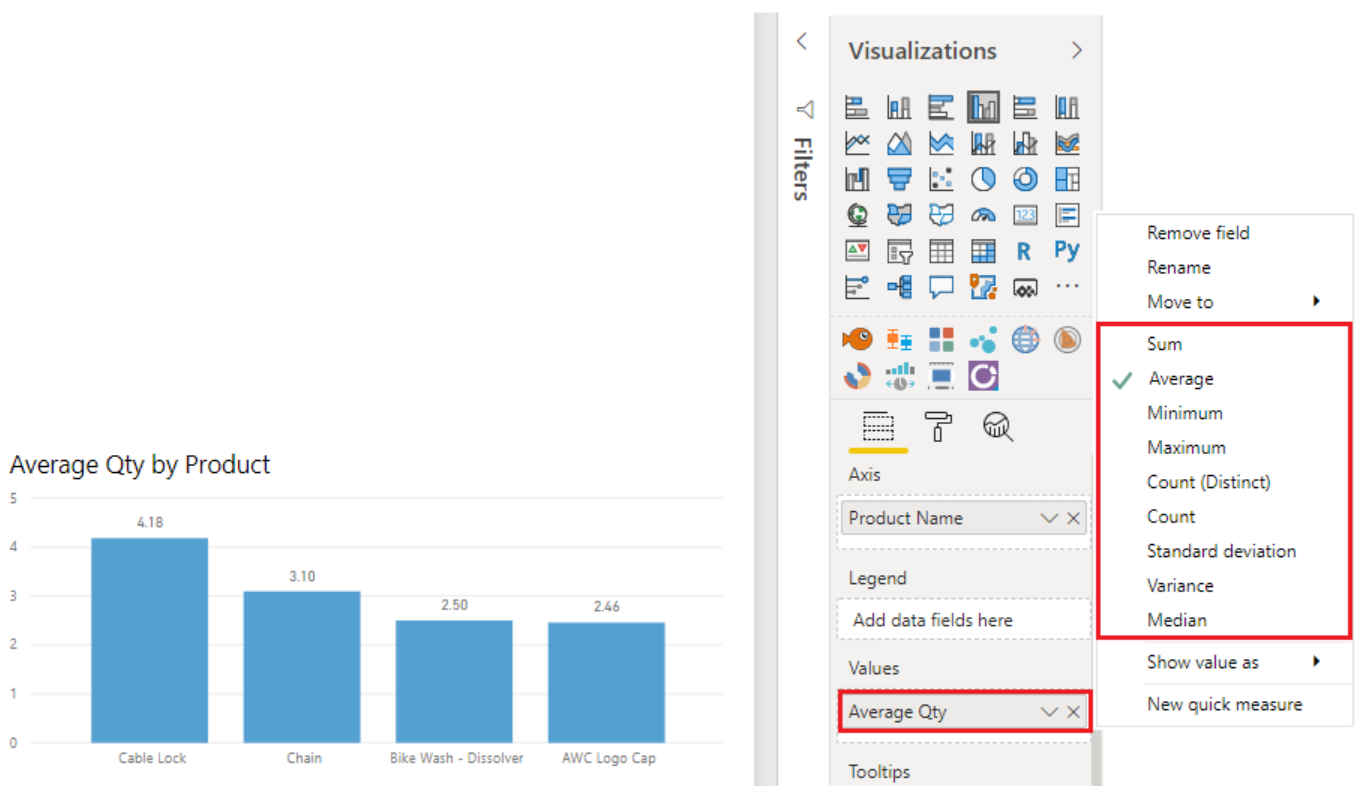 Average Qty by Product
5
4
3
2
1
0
4.18
3.10
2.50
2.46
Cable Lock
Chain
Bike Wash - Dissolver
AWC Logo Cap
Filters
Visualizations
123
R
Py
Axis
Product Name
Legend
Add data fields here
Values
Average Qty
Tooltips
Remove field
Rename
Move to
Sum
Average
Minimum
Maximum
Count (Distinct)
Count
Standard deviation
Variance
Median
Show value as
New quick measure